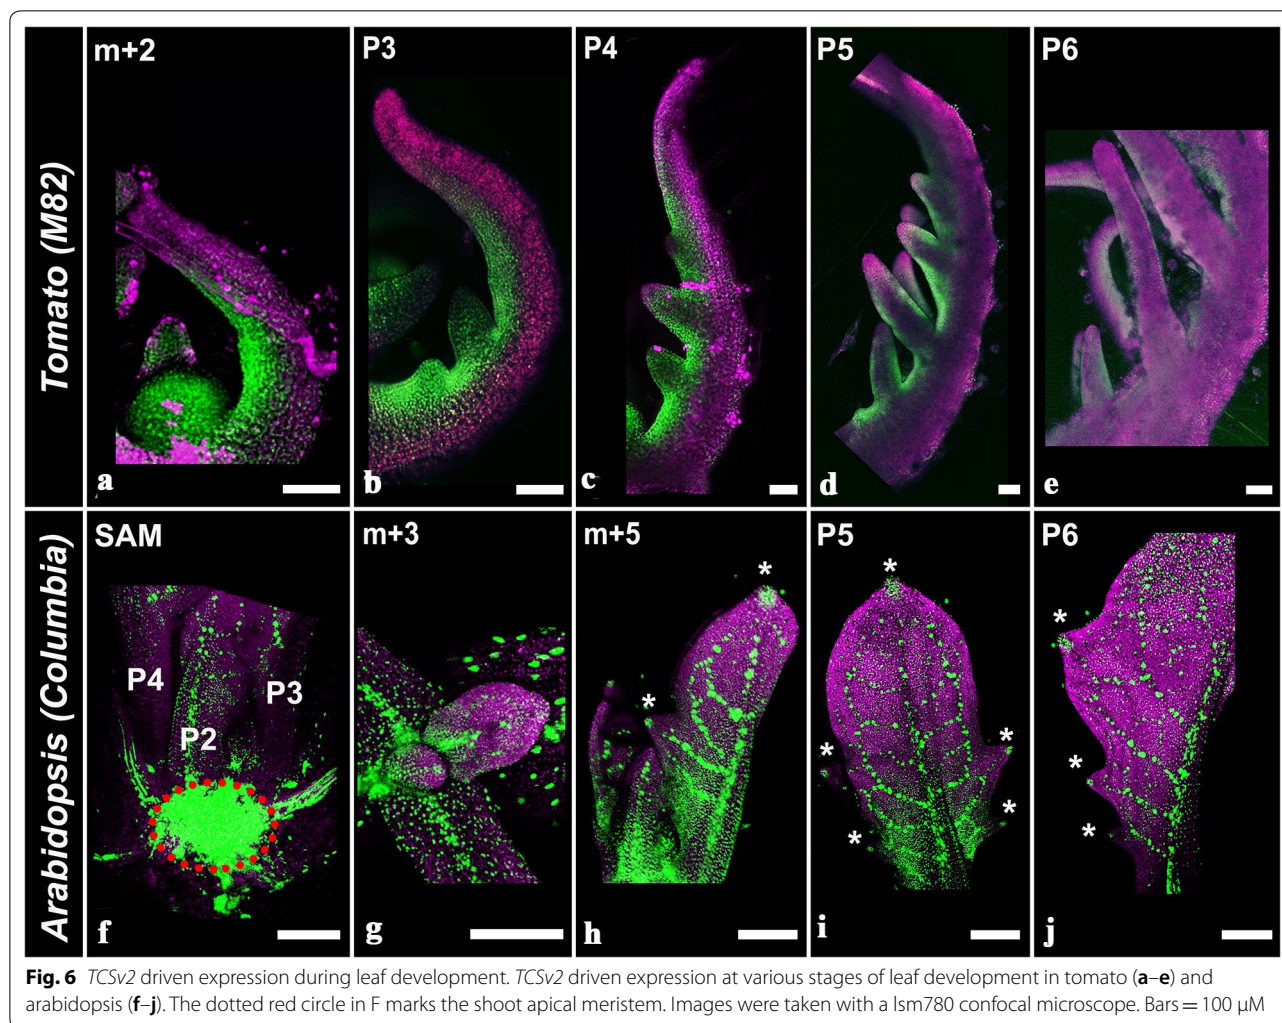 Tomato (M82)
m+2
P3
P4
P5
P6
a
b
c
d
e
Arabidopsis (Columbia)
SAM
m+3
m+5
P5
P6
P4
P3
P2
*
*
*
*
*
*
*
*
*
*
f
g
h
i
j
Fig. 6 TCSv2 driven expression during leaf development. TCSv2 driven expression at various stages of leaf development in tomato (a–e) and
arabidopsis (f–j). The dotted red circle in F marks the shoot apical meristem. Images were taken with a lsm780 confocal microscope. Bars = 100 µM